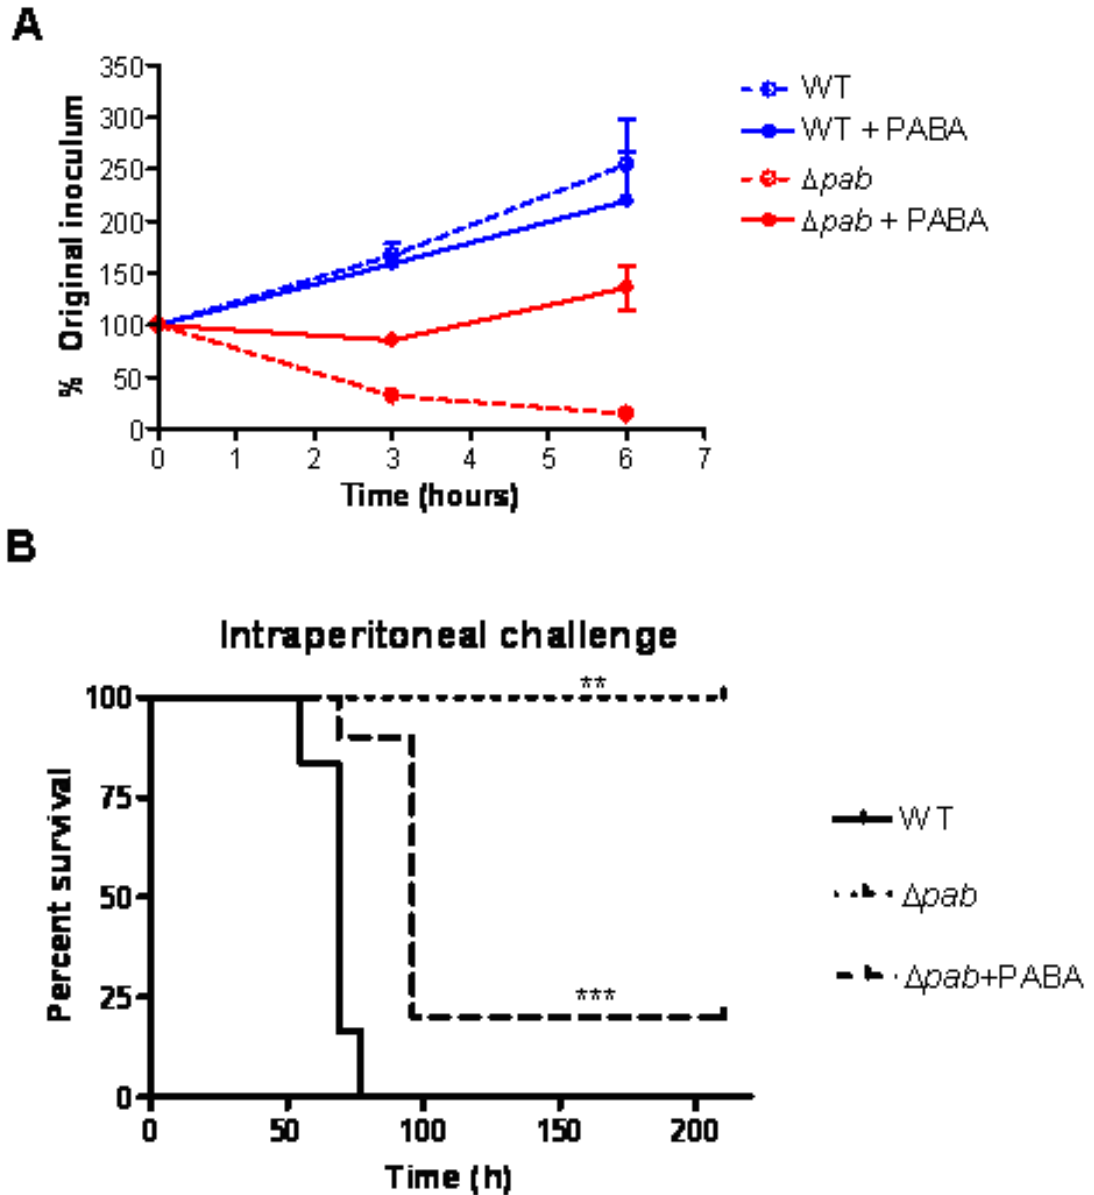 A
350
300
250
200
150
100
50
0
% Original inoculum
0 1 2 3 4 5 6 7
Time (hours)
WT
WT + PABA
Δpab
Δpab + PABA
B
Intraperitoneal challenge
100
75
50
25
0
Percent survival
**
***
0 50 100 150 200
Time (h)
WT
Δpab
Δpab+PABA